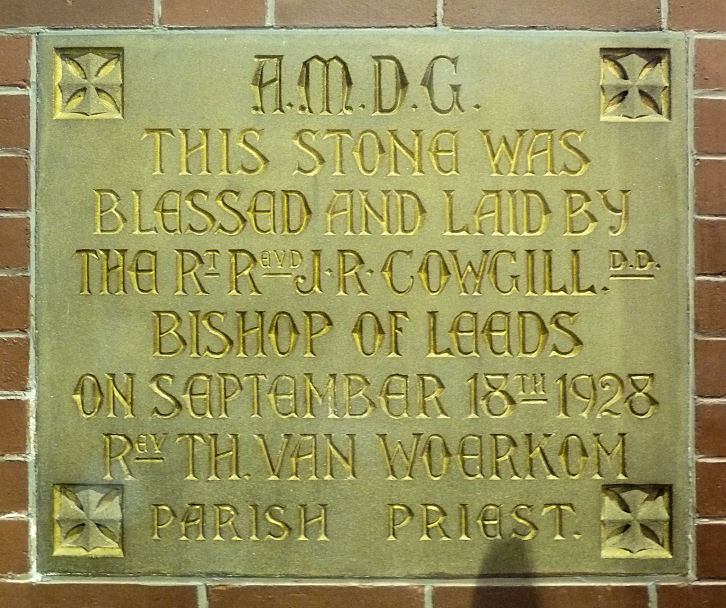 A.M.D.G.
THIS STONE WAS
BLESSED AND LAID BY
THE RT REVD J.R. COWGILL. D.D.
BISHOP OF LEEDS
ON SEPTEMBER 18TH 1928
REV TH. VAN WOERKOM
PARISH PRIEST.